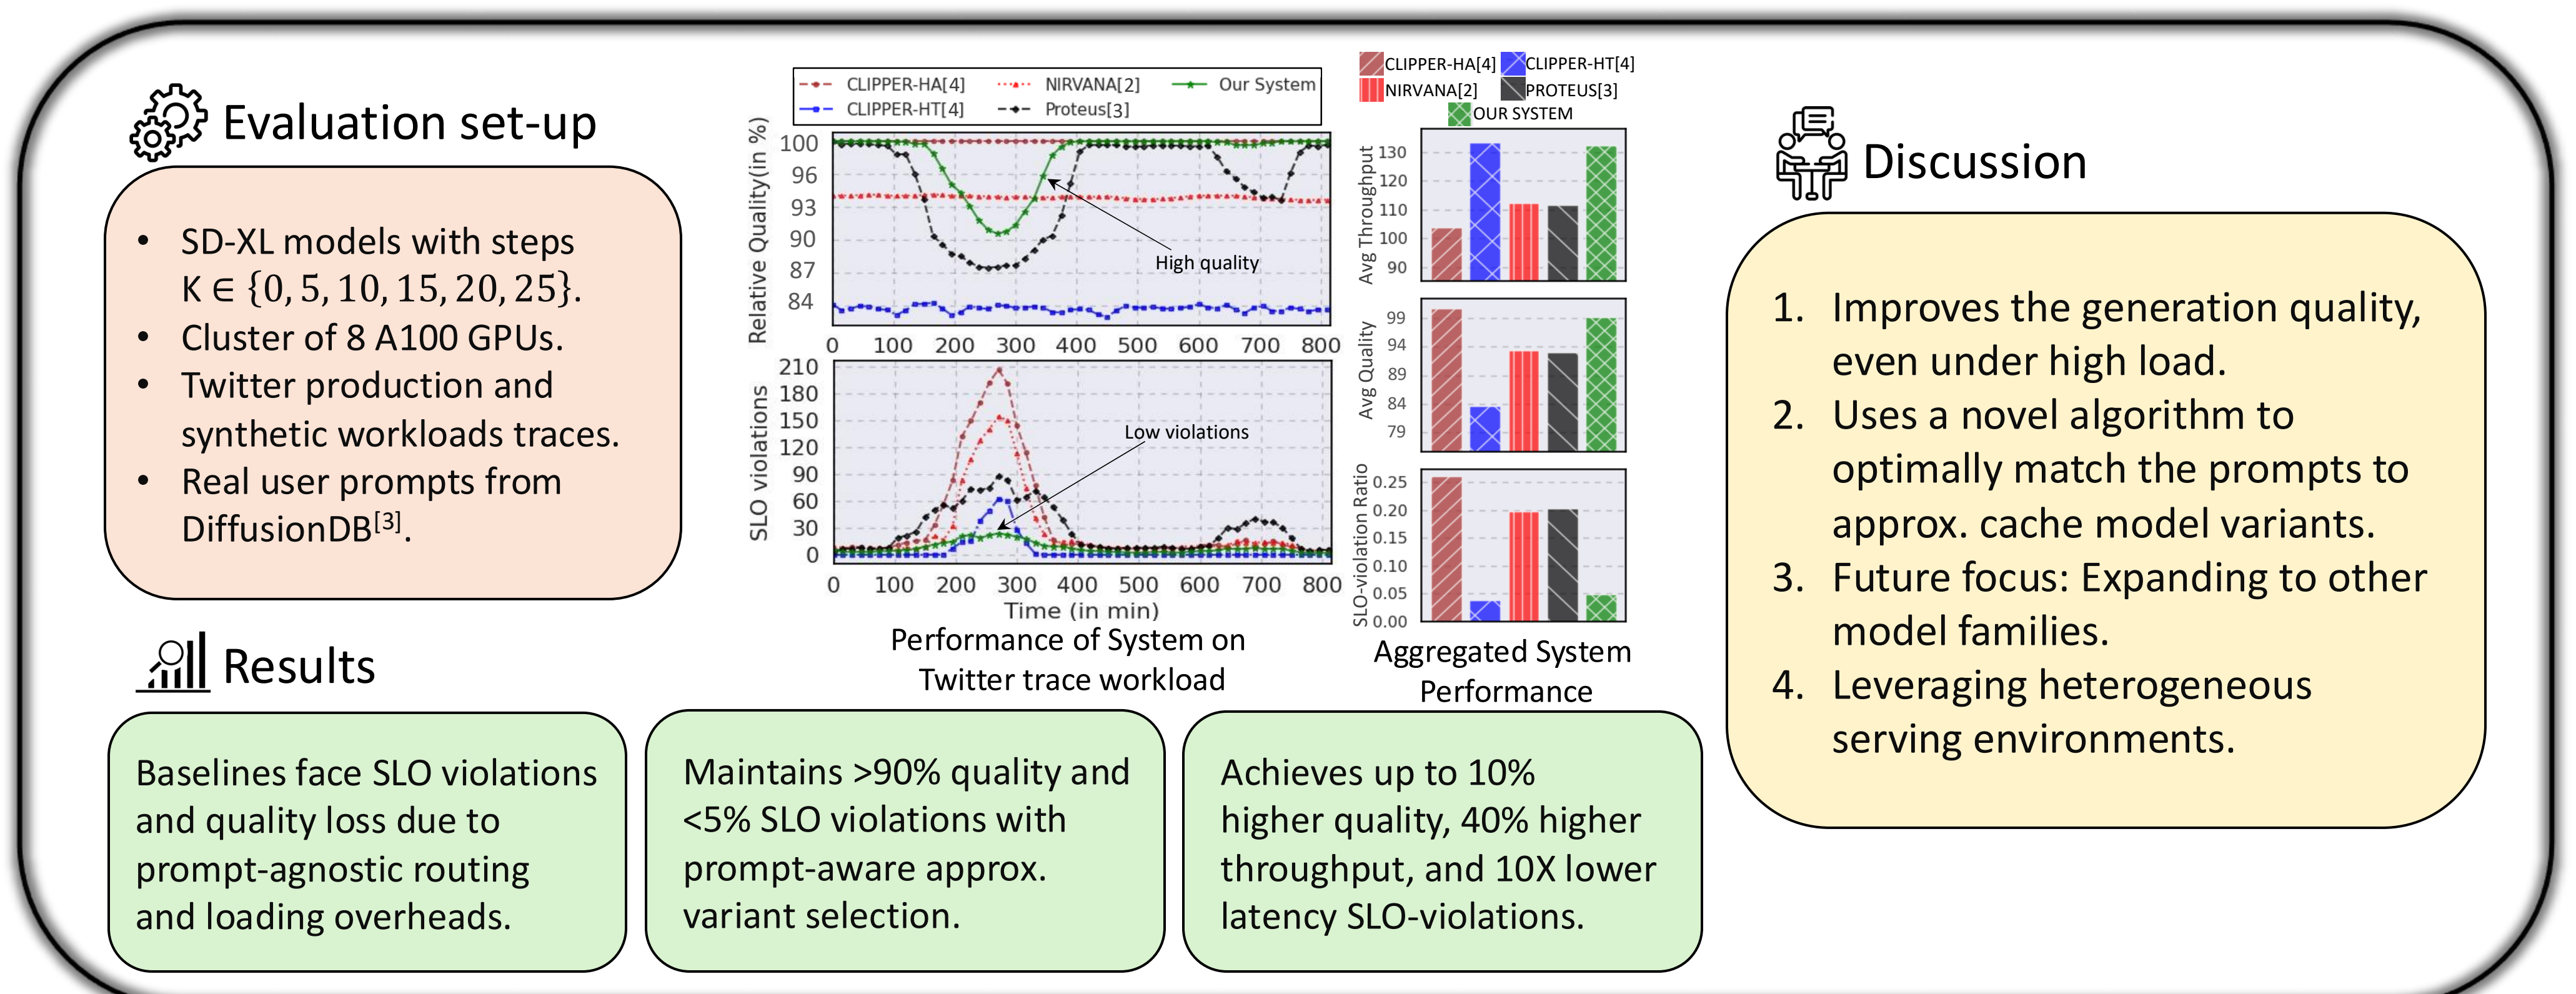 Evaluation set-up
• SD-XL models with steps
K ∈ {0, 5, 10, 15, 20, 25}.
• Cluster of 8 A100 GPUs.
• Twitter production and
synthetic workloads traces.
• Real user prompts from
DiffusionDB[3].
CLIPPER-HA[4] NIRVANA[2] Our System
CLIPPER-HT[4] Proteus[3]
Relative Quality(in %)
100
96
93
90
87
84
High quality
0 100 200 300 400 500 600 700 800
SLO violations
210
180
150
120
90
60
30
0
Low violations
0 100 200 300 400 500 600 700 800
Time (in min)
Performance of System on
Twitter trace workload
CLIPPER-HA[4] CLIPPER-HT[4]
NIRVANA[2] PROTEUS[3]
OUR SYSTEM
Avg Throughput
130
120
110
100
90
Avg Quality
99
94
89
84
79
SLO-violation Ratio
0.25
0.20
0.15
0.10
0.05
0.00
Aggregated System
Performance
Results
Baselines face SLO violations
and quality loss due to
prompt-agnostic routing
and loading overheads.
Maintains >90% quality and
<5% SLO violations with
prompt-aware approx.
variant selection.
Achieves up to 10%
higher quality, 40% higher
throughput, and 10X lower
latency SLO-violations.
Discussion
1. Improves the generation quality,
even under high load.
2. Uses a novel algorithm to
optimally match the prompts to
approx. cache model variants.
3. Future focus: Expanding to other
model families.
4. Leveraging heterogeneous
serving environments.